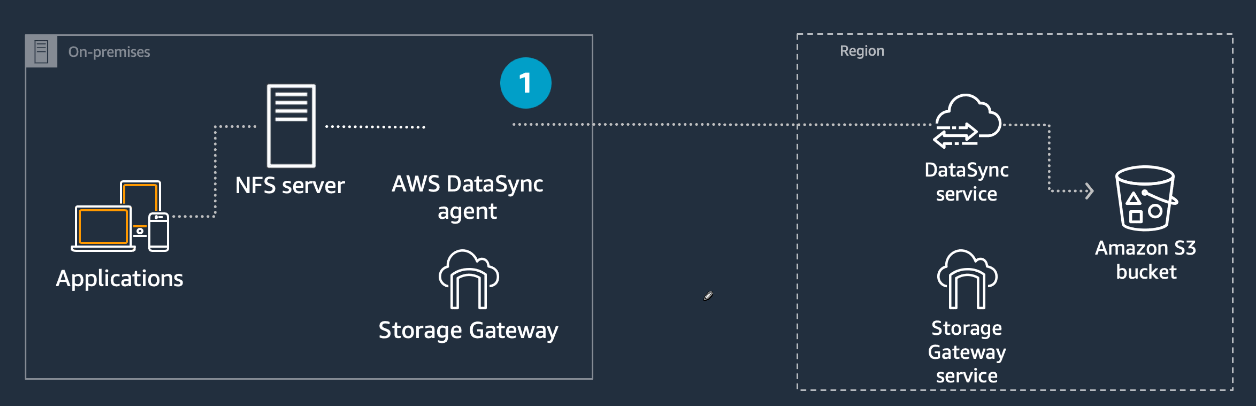 On-premises
1
NFS server
AWS DataSync
agent
Applications
Storage Gateway
Region
DataSync
service
Amazon S3
bucket
Storage
Gateway
service